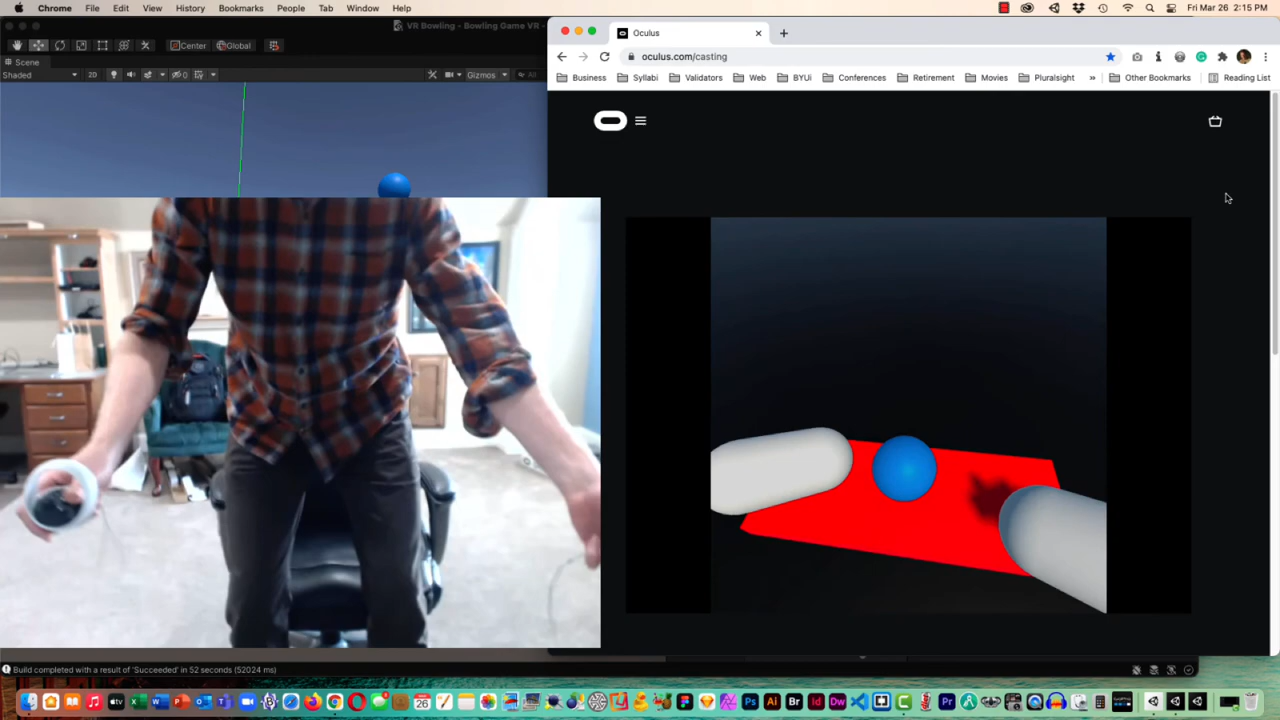 Chrome File Edit View History Bookmarks People Tab Window Help Fri Mar 26 2:15 PM
VR Bowling - Bowling Game VR -
Oculus
Center Global
oculus.com/casting
Scene
Shaded 2D 0 Gizmos All
Business Syllabi Validators Web BYUi Conferences Retirement Movies Pluralsight » Other Bookmarks Reading List
Build completed with a result of 'Succeeded' in 52 seconds (52024 ms)